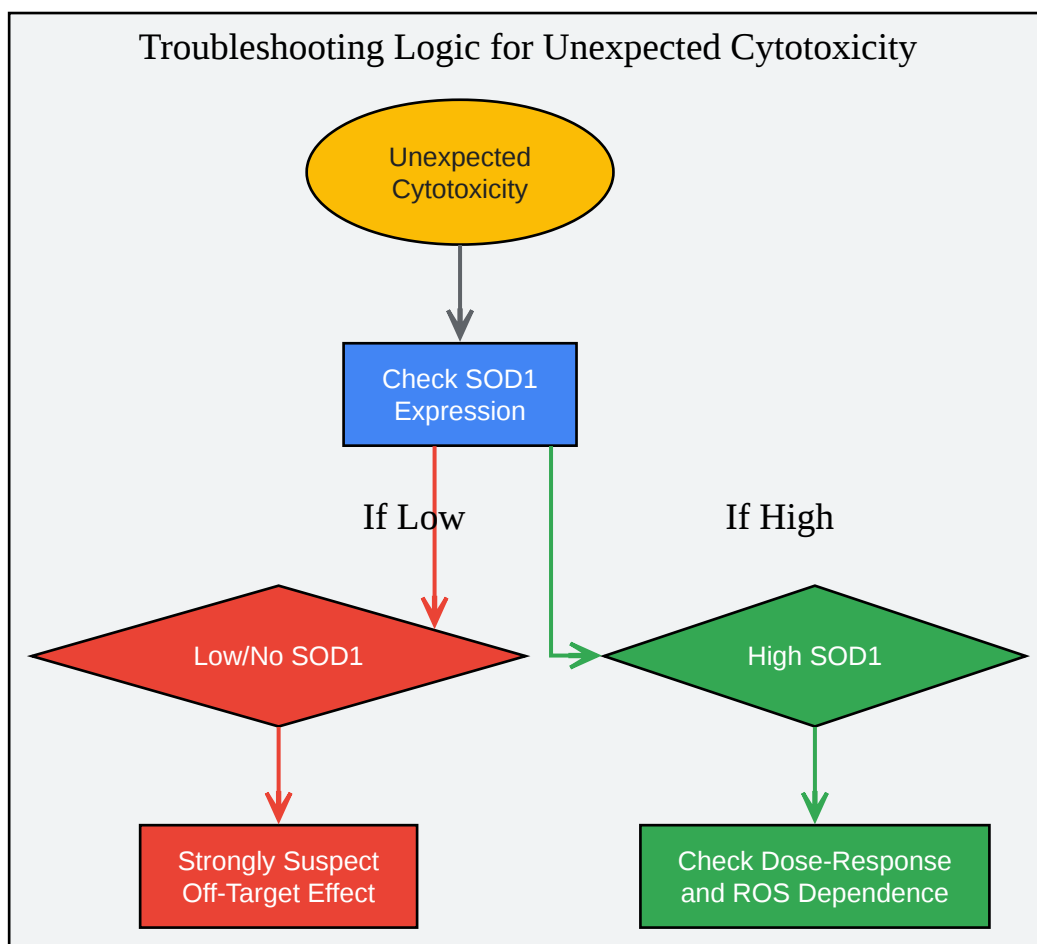 Troubleshooting Logic for Unexpected Cytotoxicity
Unexpected
Cytotoxicity
Check SOD1
Expression
If Low
If High
Low/No SOD1
High SOD1
Strongly Suspect
Off-Target Effect
Check Dose-Response
and ROS Dependence